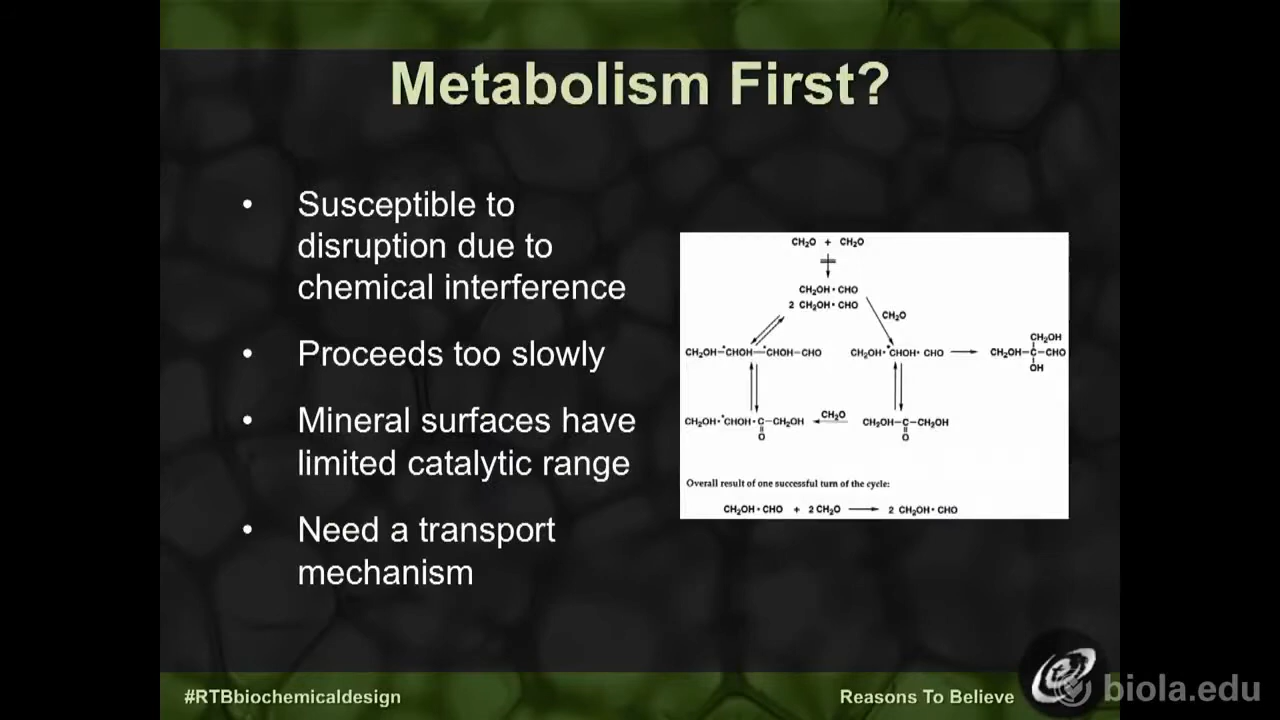 Metabolism First?
• Susceptible to
disruption due to
chemical interference
• Proceeds too slowly
• Mineral surfaces have
limited catalytic range
• Need a transport
mechanism
CH₂O + CH₂O
CH₂OH·CHO
2 CH₂OH·CHO
CH₂O
CH₂OH
CH₂OH—*CHOH—*CHOH—CHO
CH₂OH·*CHOH·CHO
CH₂OH—C—CHO
OH
CH₂OH·*CHOH·C—CH₂OH
O
CH₂O
CH₂OH—C—CH₂OH
O
Overall result of one successful turn of the cycle:
CH₂OH·CHO + 2 CH₂O ⟶ 2 CH₂OH·CHO
#RTBbiochemicaldesign
Reasons To Believe
biola.edu